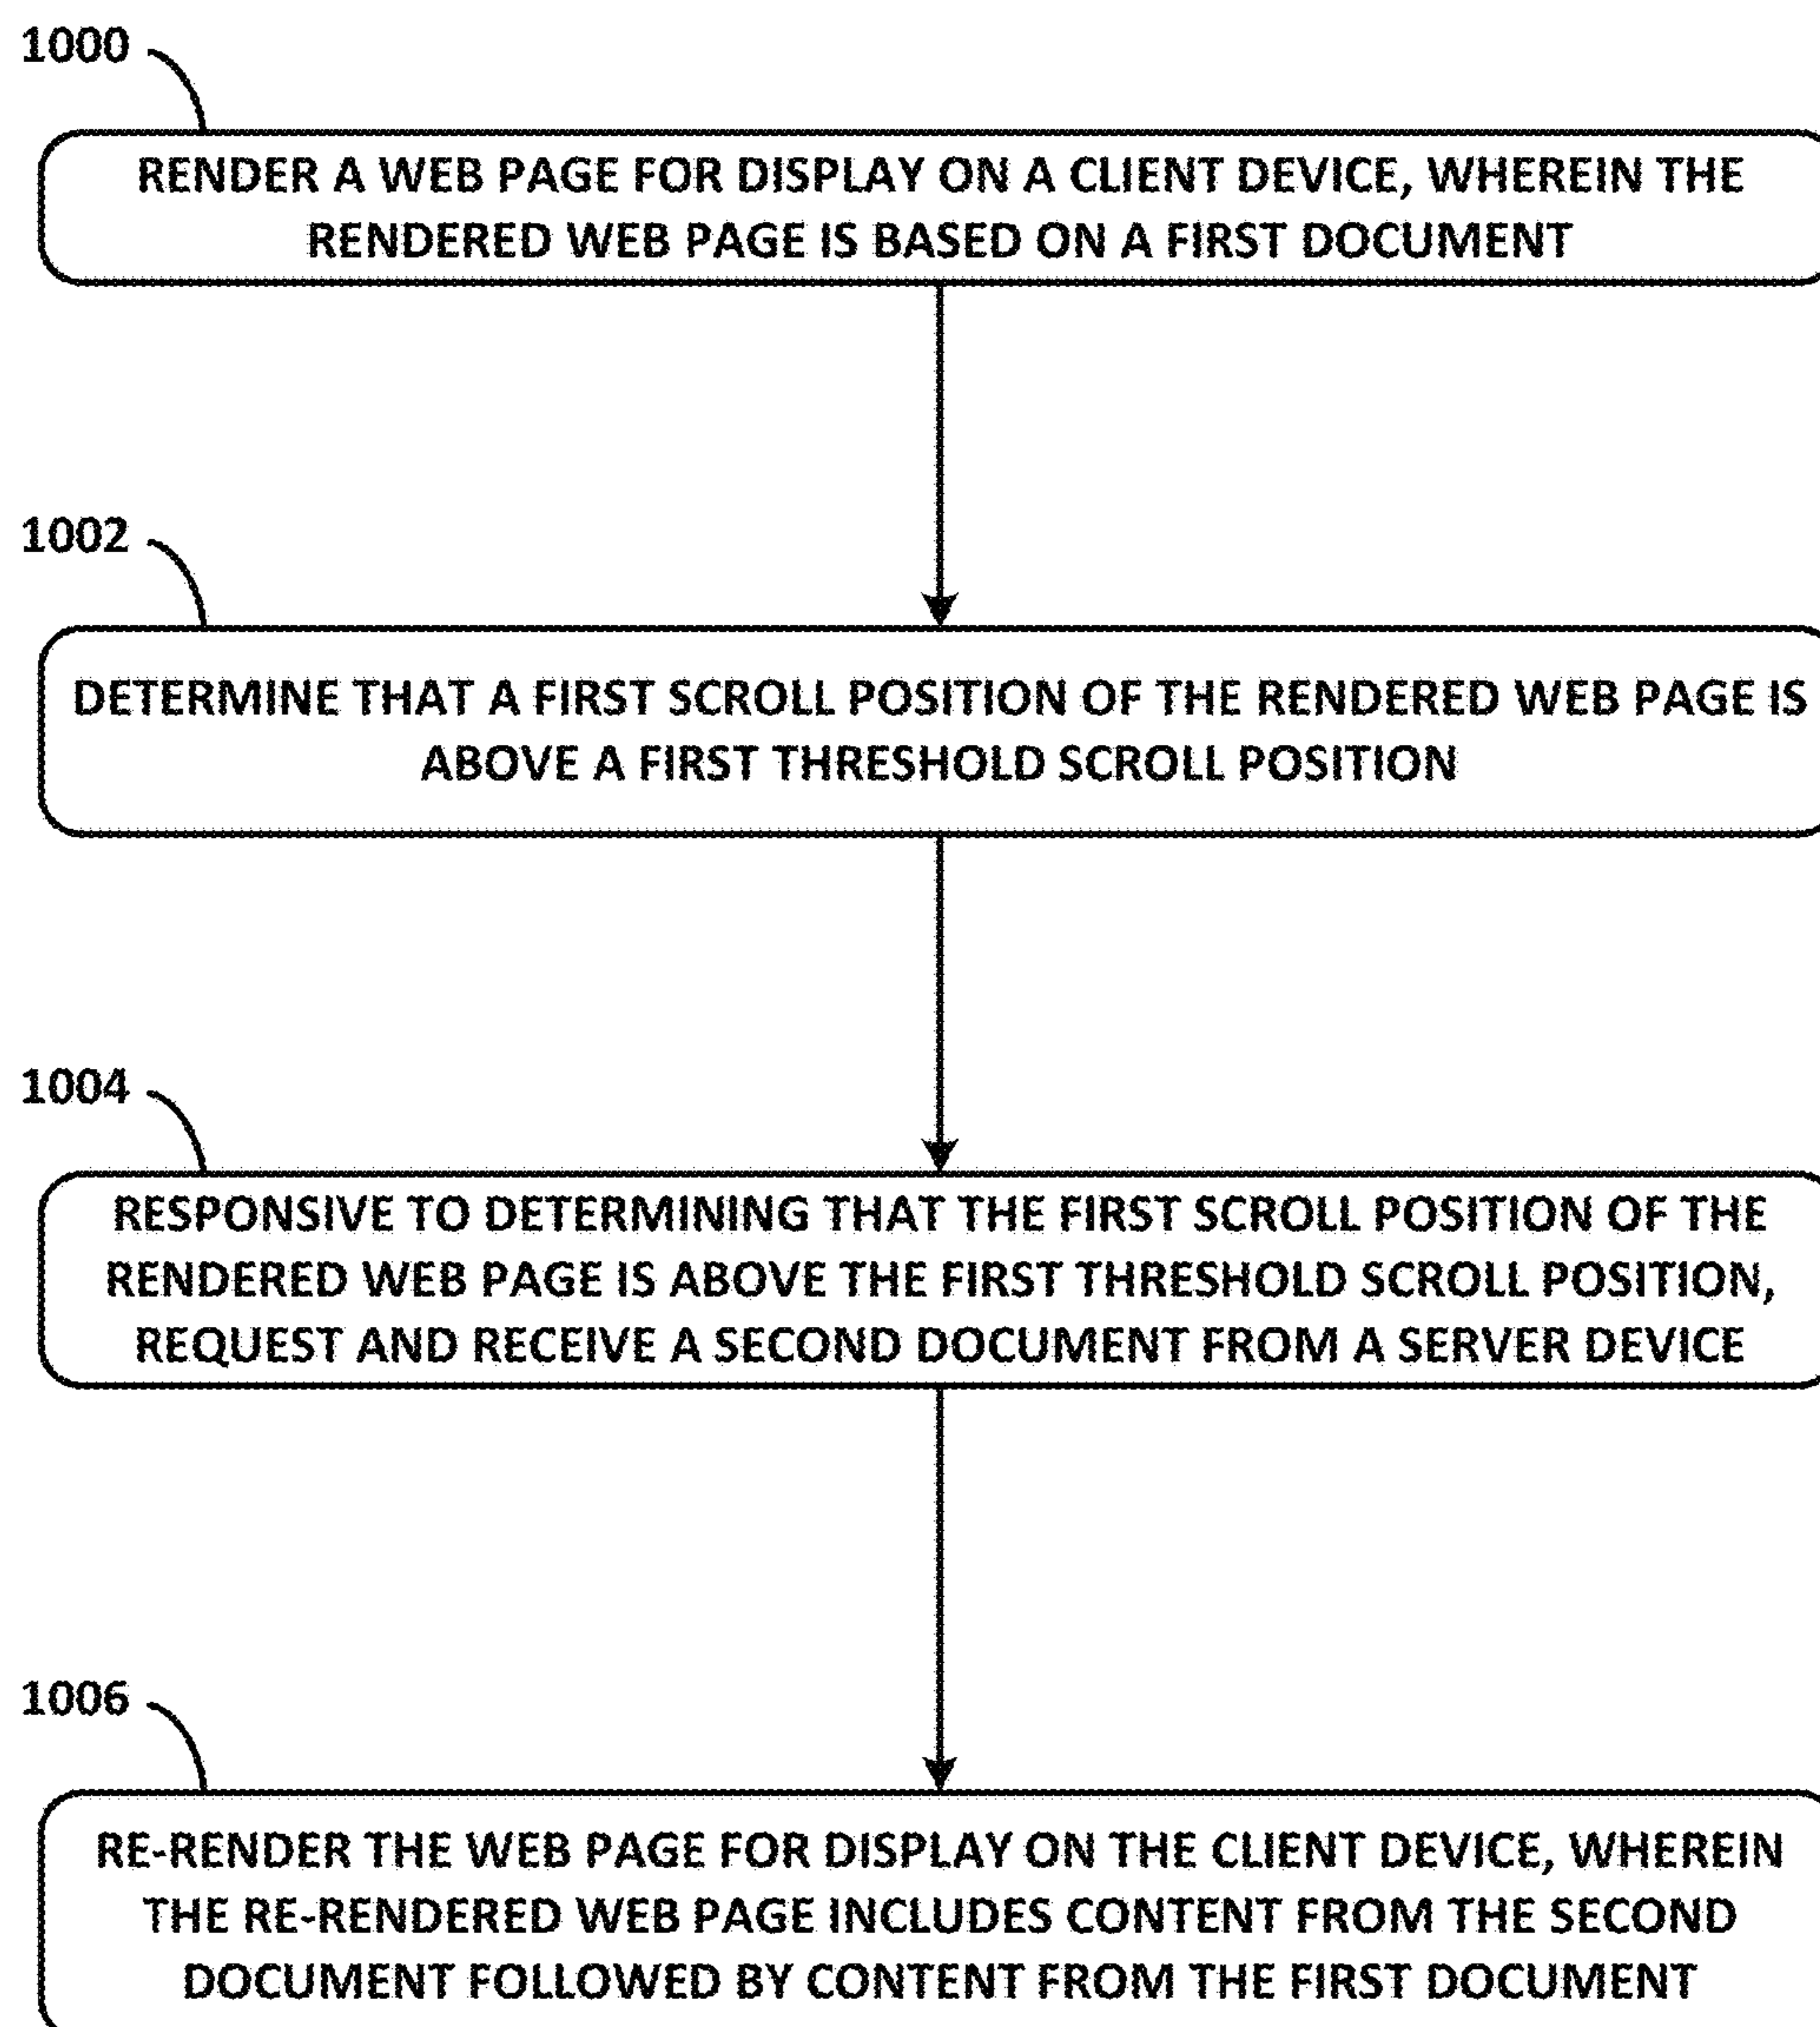 1000
RENDER A WEB PAGE FOR DISPLAY ON A CLIENT DEVICE, WHEREIN THE
RENDERED WEB PAGE IS BASED ON A FIRST DOCUMENT
1002
DETERMINE THAT A FIRST SCROLL POSITION OF THE RENDERED WEB PAGE IS
ABOVE A FIRST THRESHOLD SCROLL POSITION
1004
RESPONSIVE TO DETERMINING THAT THE FIRST SCROLL POSITION OF THE
RENDERED WEB PAGE IS ABOVE THE FIRST THRESHOLD SCROLL POSITION,
REQUEST AND RECEIVE A SECOND DOCUMENT FROM A SERVER DEVICE
1006
RE-RENDER THE WEB PAGE FOR DISPLAY ON THE CLIENT DEVICE, WHEREIN
THE RE-RENDERED WEB PAGE INCLUDES CONTENT FROM THE SECOND
DOCUMENT FOLLOWED BY CONTENT FROM THE FIRST DOCUMENT